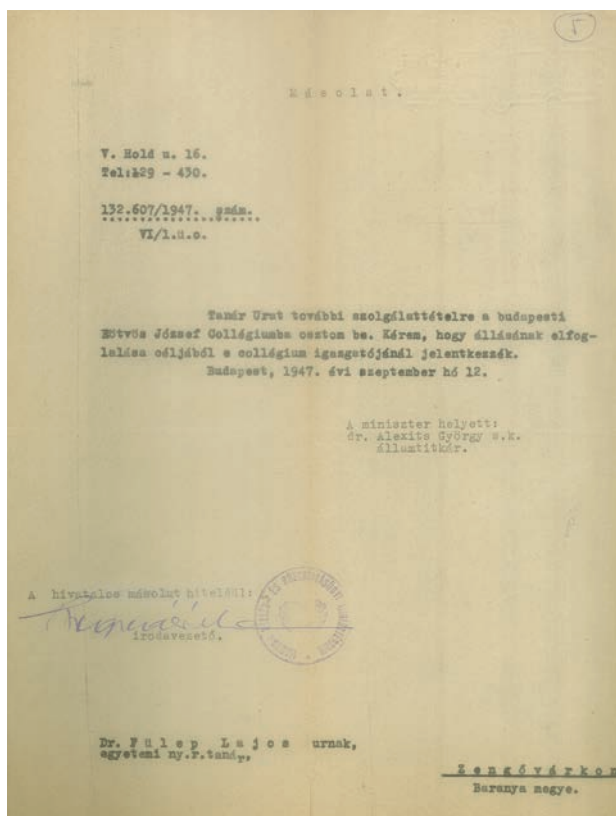 5
Másolat.
V. Hold u. 16.
Tel:129 - 430.
132.607/1947. szám.
VI/1.ü.o.
Tanár Urat további szolgálattételre a budapesti
Eötvös József Collégiumba osztom be. Kérem, hogy állásának elfog-
lalása céljából e collégium igazgatójánál jelentkezzék.
Budapest, 1947. évi szeptember hó 12.
A miniszter helyett:
dr. Alexits György s.k.
államtitkár.
A hivatalos másolat hiteléül:
irodavezető.
Dr. Fülep Lajos urnak,
egyetemi ny.r.tanár,
Zengővárkon
Baranya megye.